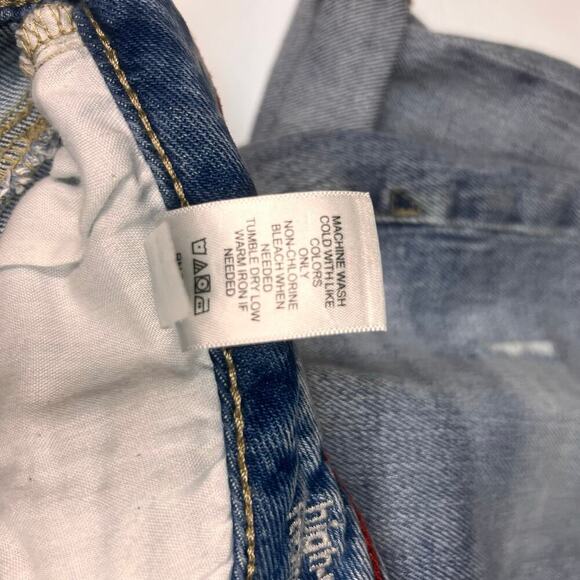 MACHINE WASH
COLD WITH LIKE
COLORS
ONLY
NON-CHLORINE
BLEACH WHEN
NEEDED
TUMBLE DRY LOW
WARM IRON IF
NEEDED
high